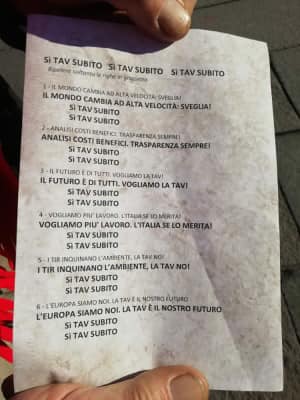 Sì TAV SUBITO Sì TAV SUBITO Sì TAV SUBITO
Ripetere soltanto le righe in grassetto
1 - IL MONDO CAMBIA AD ALTA VELOCITÀ: SVEGLIA!
IL MONDO CAMBIA AD ALTA VELOCITÀ: SVEGLIA!
Sì TAV SUBITO
Sì TAV SUBITO
2 - ANALISI COSTI BENEFICI. TRASPARENZA SEMPRE!
ANALISI COSTI BENEFICI. TRASPARENZA SEMPRE!
Sì TAV SUBITO
Sì TAV SUBITO
3 - IL FUTURO È DI TUTTI. VOGLIAMO LA TAV!
IL FUTURO È DI TUTTI. VOGLIAMO LA TAV!
Sì TAV SUBITO
Sì TAV SUBITO
4 - VOGLIAMO PIU' LAVORO. L'ITALIA SE LO MERITA!
VOGLIAMO PIU' LAVORO. L'ITALIA SE LO MERITA!
Sì TAV SUBITO
Sì TAV SUBITO
5 - I TIR INQUINANO L'AMBIENTE, LA TAV NO!
I TIR INQUINANO L'AMBIENTE, LA TAV NO!
Sì TAV SUBITO
Sì TAV SUBITO
6 - L'EUROPA SIAMO NOI. LA TAV È IL NOSTRO FUTURO
L'EUROPA SIAMO NOI. LA TAV È IL NOSTRO FUTURO
Sì TAV SUBITO
Sì TAV SUBITO